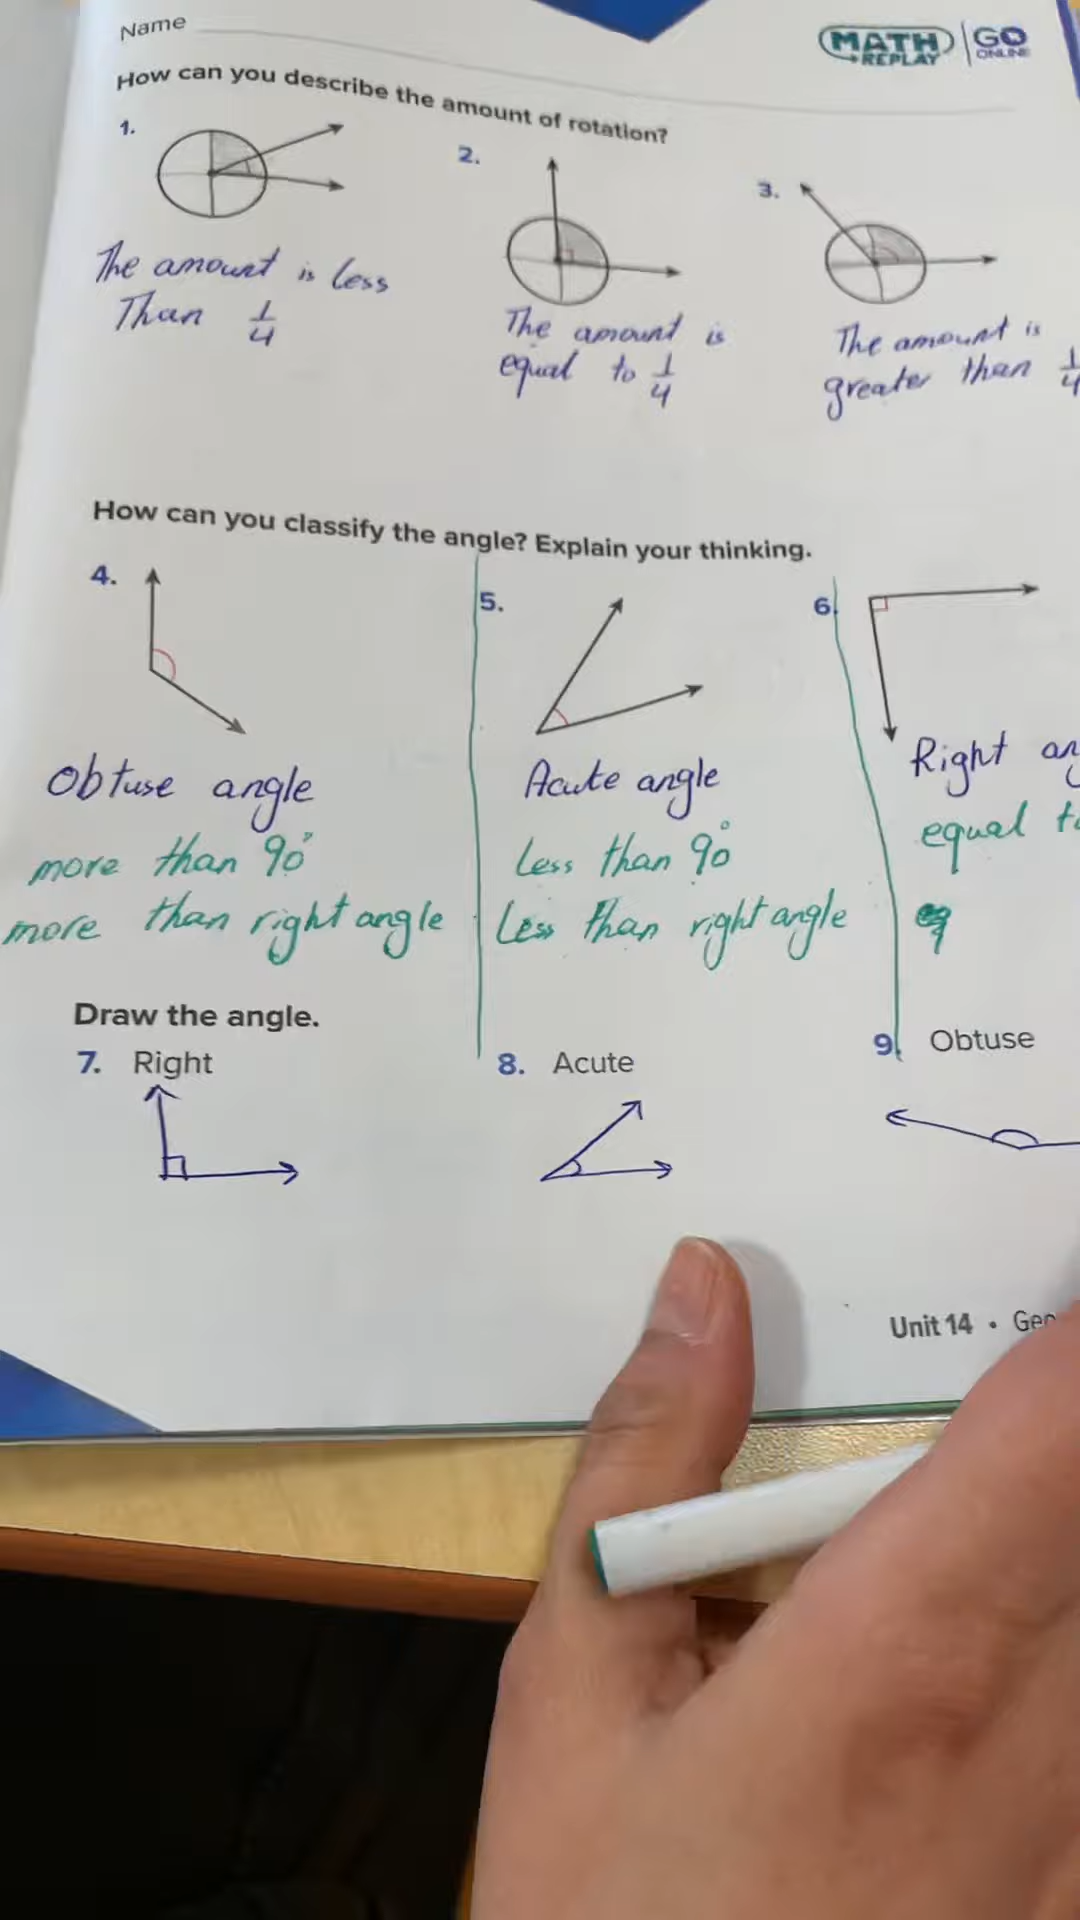 Name
MATH REPLAY GO ONLINE
How can you describe the amount of rotation?
1.
2.
3.
The amount is less
Than 1/4
The amount is
equal to 1/4
The amount is
greater than 1/4
How can you classify the angle? Explain your thinking.
4.
5.
6.
Obtuse angle
more than 90°
more than right angle
Acute angle
Less than 90°
Less than right angle
Right
equal
Draw the angle.
7. Right
8. Acute
9. Obtuse
Unit 14 •